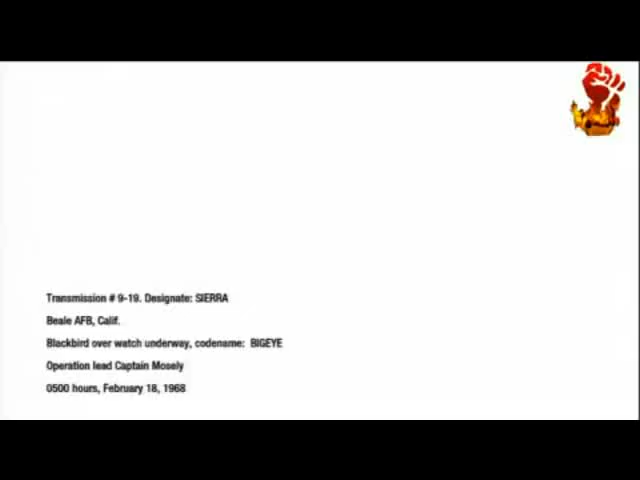 Transmission # 9-19. Designate: SIERRA
Beale AFB, Calif.
Blackbird over watch underway, codename: BIGEYE
Operation lead Captain Mosely
0500 hours, February 18, 1968